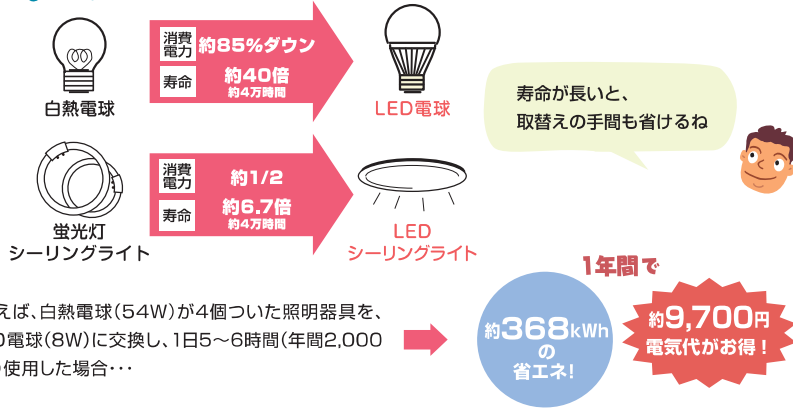 消費
電力
約85%ダウン
寿命
約40倍
約4万時間
白熱電球
LED電球
寿命が長いと、
取替えの手間も省けるね
消費
電力
約1/2
寿命
約6.7倍
約4万時間
蛍光灯
シーリングライト
LED
シーリングライト
1年間で
えば、白熱電球(54W)が4個ついた照明器具を、
D電球(8W)に交換し、1日5〜6時間(年間2,000
使用した場合･･･
約368kWh
の
省エネ!
約9,700円
電気代がお得!